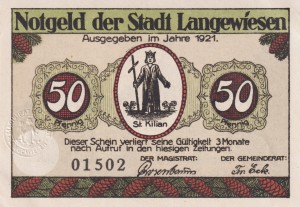 Notgeld der Stadt Langewiesen
Ausgegeben im Jahre 1921.
50
Pfennig
St. Kilian
50
Pfennig
Dieser Schein verliert seine Gültigkeit 3 Monate
nach Aufruf in den hiesigen Zeitungen.
01502
DER MAGISTRAT:
DER GEMEINDERAT: